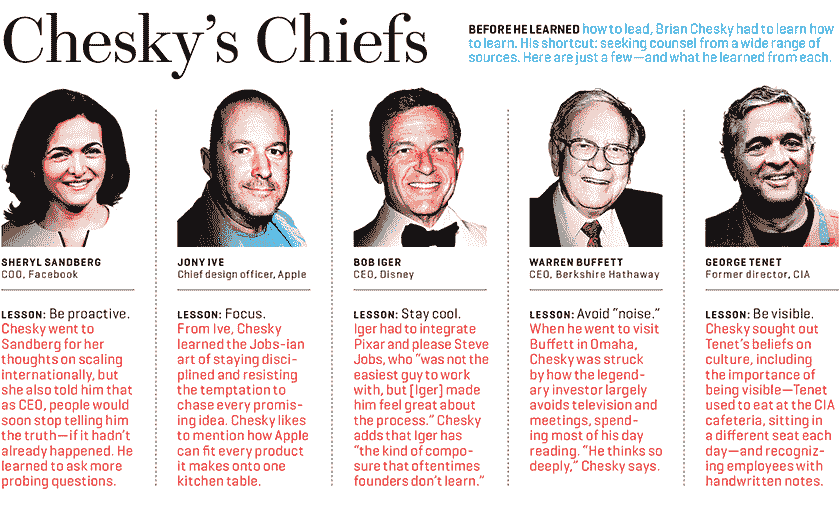 Chesky's Chiefs
BEFORE HE LEARNED how to lead, Brian Chesky had to learn how
to learn. His shortcut: seeking counsel from a wide range of
sources. Here are just a few—and what he learned from each.
SHERYL SANDBERG
COO, Facebook
LESSON: Be proactive.
Chesky went to
Sandberg for her
thoughts on scaling
internationally, but
she also told him that
as CEO, people would
soon stop telling him
the truth—if it hadn't
already happened. He
learned to ask more
probing questions.
JONY IVE
Chief design officer, Apple
LESSON: Focus.
From Ive, Chesky
learned the Jobs-ian
art of staying disci-
plined and resisting
the temptation to
chase every promis-
ing idea. Chesky likes
to mention how Apple
can fit every product
it makes onto one
kitchen table.
BOB IGER
CEO, Disney
LESSON: Stay cool.
Iger had to integrate
Pixar and please Steve
Jobs, who "was not the
easiest guy to work
with, but [Iger] made
him feel great about
the process." Chesky
adds that Iger has
"the kind of compo-
sure that oftentimes
founders don't learn."
WARREN BUFFETT
CEO, Berkshire Hathaway
LESSON: Avoid "noise."
When he went to visit
Buffett in Omaha,
Chesky was struck
by how the legend-
ary investor largely
avoids television and
meetings, spend-
ing most of his day
reading. "He thinks so
deeply," Chesky says.
GEORGE TENET
Former director, CIA
LESSON: Be visible.
Chesky sought out
Tenet's beliefs on
culture, including
the importance of
being visible—Tenet
used to eat at the CIA
cafeteria, sitting in
a different seat each
day—and recogniz-
ing employees with
handwritten notes.